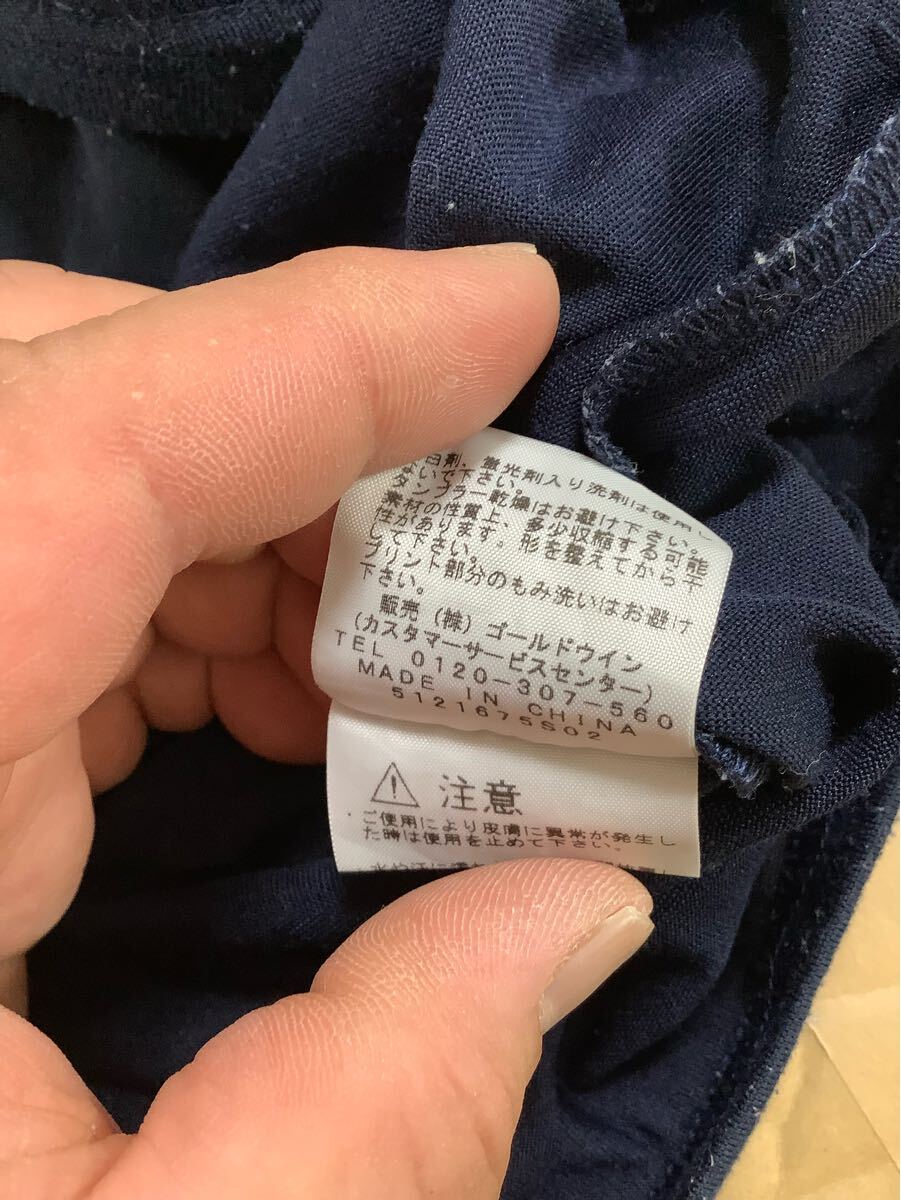 白剤、蛍光剤入り洗剤は使用し
ないで下さい。
タンブラー乾燥はお避け下さい。
素材の性質上、多少収縮する可能
性があります。形を整えてから干
して下さい。
プリント部分のもみ洗いはお避け
下さい。
販売 (株) ゴールドウイン
(カスタマーサービスセンター)
TEL 0120-307-560
MADE IN CHINA
5121675S02
注意
ご使用により皮膚に異常が発生し
た時は使用を止めて下さい。